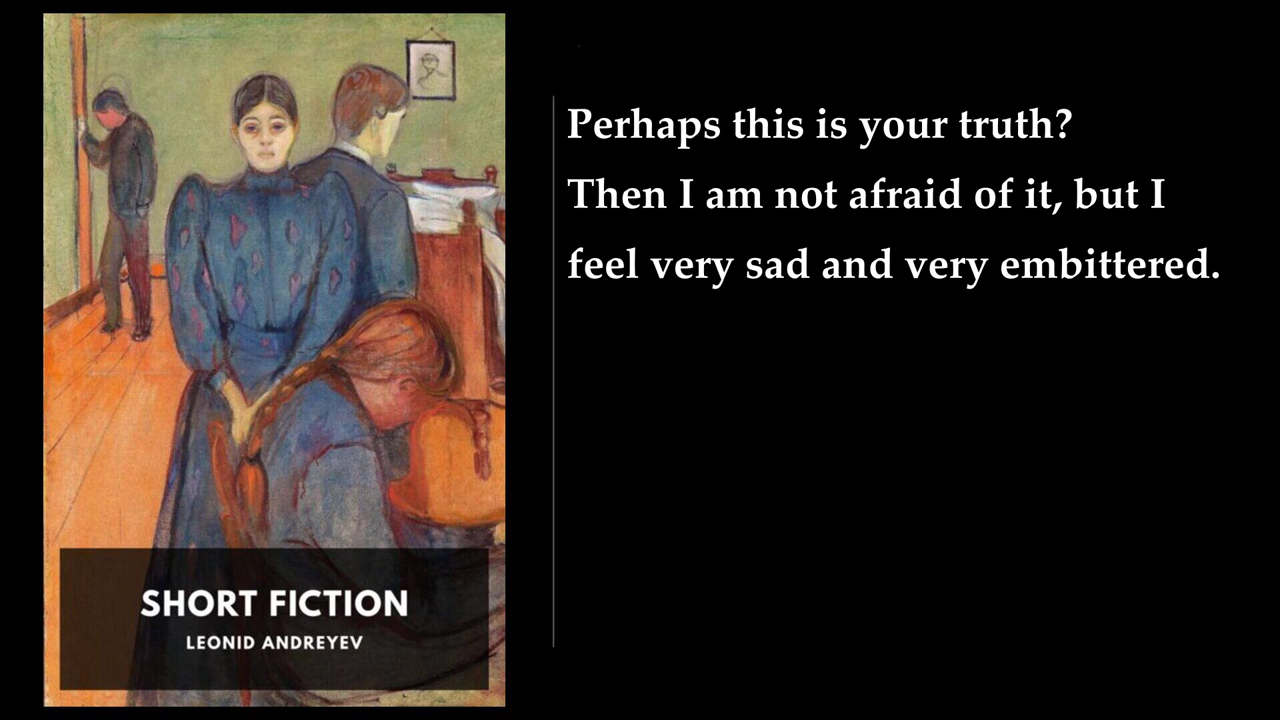 Perhaps this is your truth?
Then I am not afraid of it, but I
feel very sad and very embittered.
SHORT FICTION
LEONID ANDREYEV